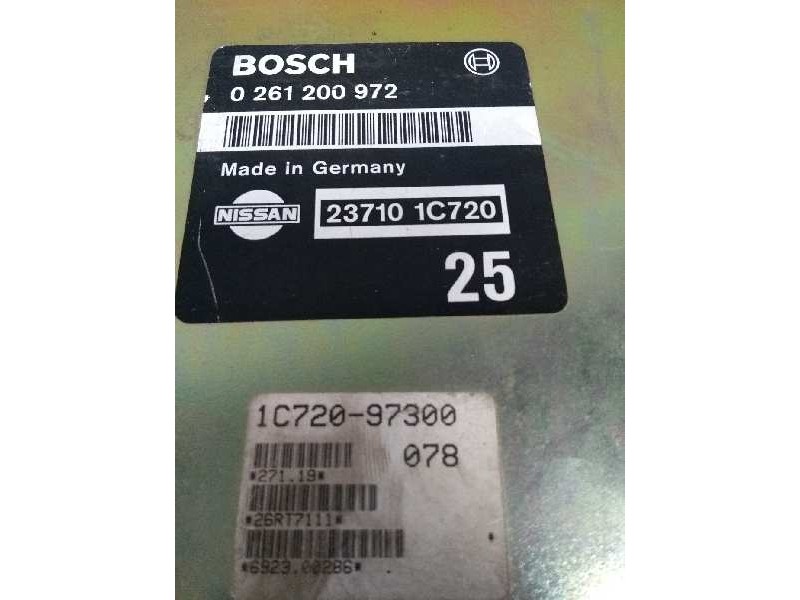 BOSCH
0 261 200 972
Made in Germany
NISSAN 23710 1C720
25
1C720-97300
078
*271.19*
*26RT7111*
*6923.00286*